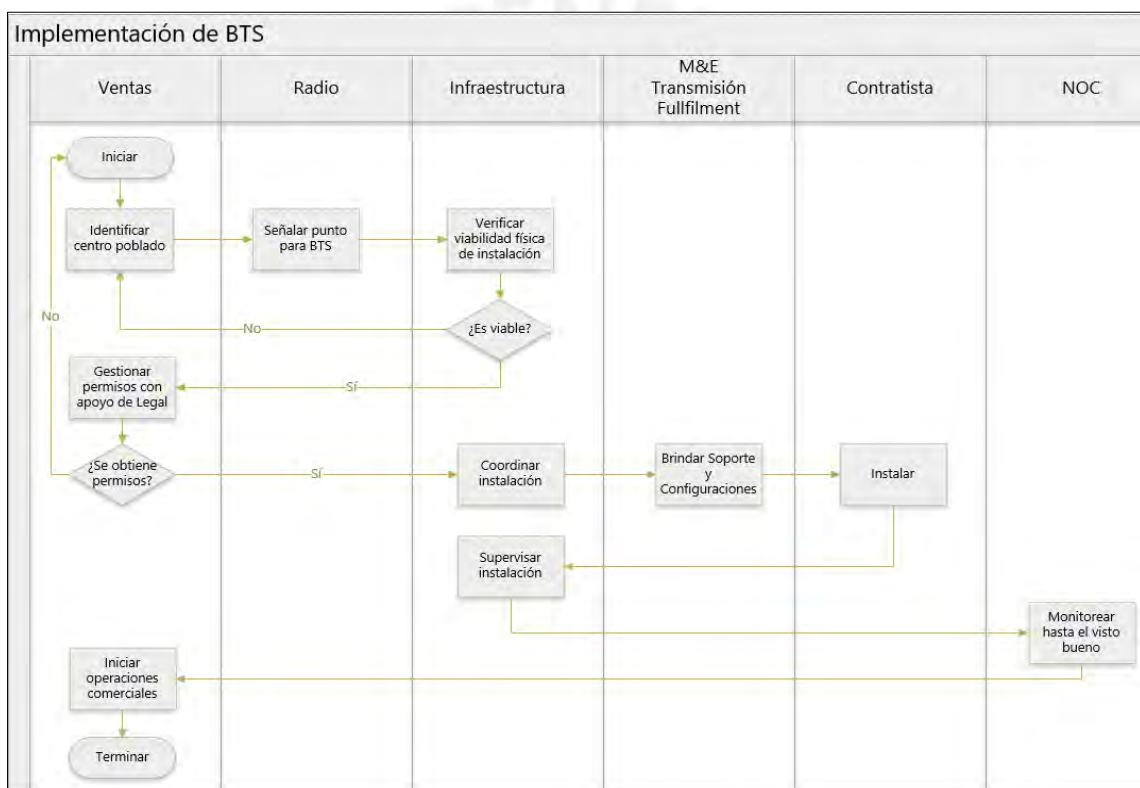 Implementación de BTS
Ventas
Radio
Infraestructura
M&E
Transmisión
Fullfilment
Contratista
NOC
Iniciar
Identificar
centro poblado
Señalar punto
para BTS
Verificar
viabilidad física
de instalación
No
No
¿Es viable?
Gestionar
permisos con
apoyo de Legal
Sí
¿Se obtiene
permisos?
Sí
Coordinar
instalación
Brindar Soporte
y
Configuraciones
Instalar
Supervisar
instalación
Monitorear
hasta el visto
bueno
Iniciar
operaciones
comerciales
Terminar